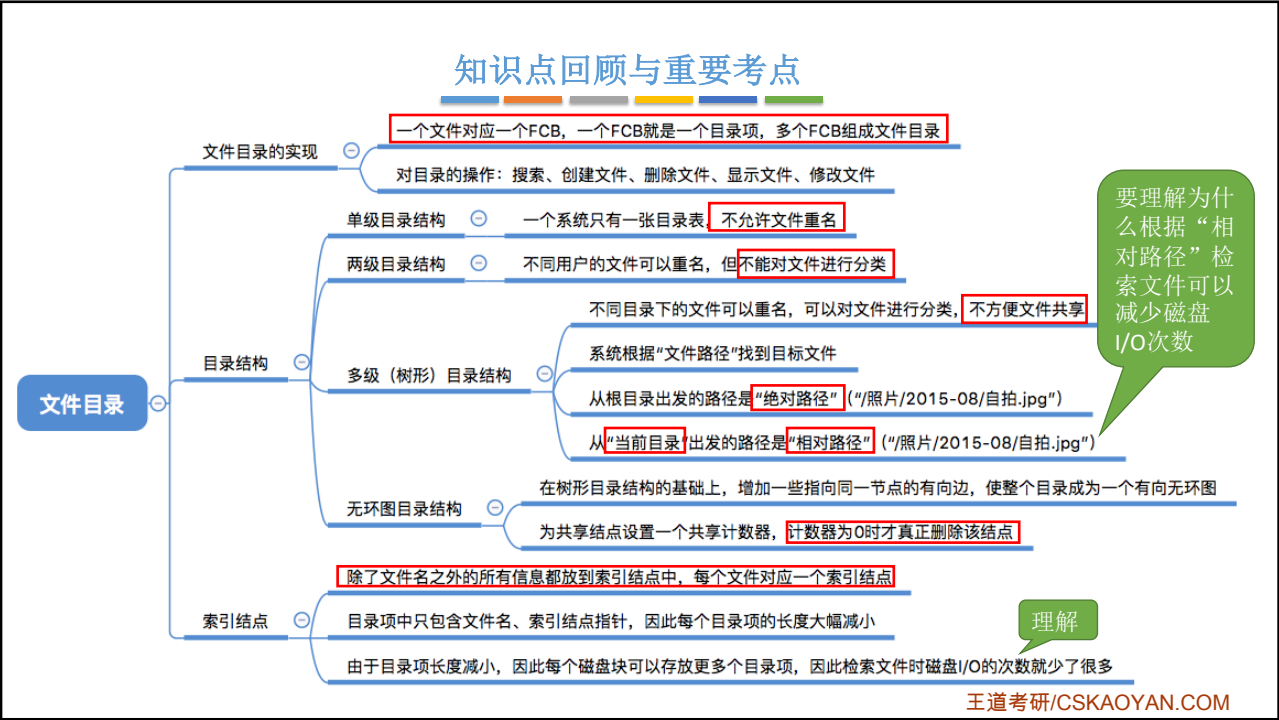 知识点回顾与重要考点
一个文件对应一个FCB，一个FCB就是一个目录项，多个FCB组成文件目录
文件目录的实现
对目录的操作：搜索、创建文件、删除文件、显示文件、修改文件
要理解为什
么根据“相
对路径”检
索文件可以
减少磁盘
I/O次数
单级目录结构
一个系统只有一张目录表，不允许文件重名
两级目录结构
不同用户的文件可以重名，但不能对文件进行分类
不同目录下的文件可以重名，可以对文件进行分类，不方便文件共享
系统根据“文件路径”找到目标文件
目录结构
多级（树形）目录结构
从根目录出发的路径是“绝对路径”（“/照片/2015-08/自拍.jpg”）
文件目录
从“当前目录”出发的路径是“相对路径”（“/照片/2015-08/自拍.jpg”）
在树形目录结构的基础上，增加一些指向同一节点的有向边，使整个目录成为一个有向无环图
无环图目录结构
为共享结点设置一个共享计数器，计数器为0时才真正删除该结点
除了文件名之外的所有信息都放到索引结点中，每个文件对应一个索引结点
索引结点
目录项中只包含文件名、索引结点指针，因此每个目录项的长度大幅减小
理解
由于目录项长度减小，因此每个磁盘块可以存放更多个目录项，因此检索文件时磁盘I/O的次数就少了很多
王道考研/CSKAOYAN.COM